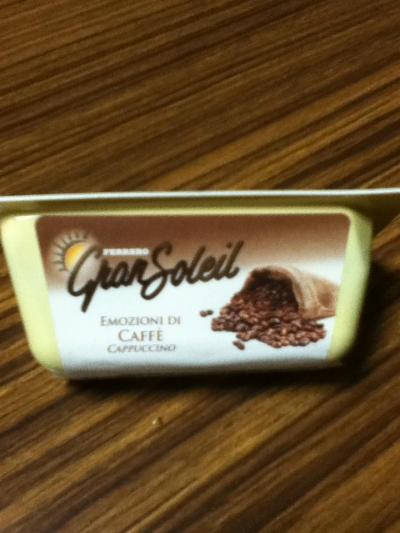 FERRERO
GranSoleil
EMOZIONI DI
CAFFÈ
CAPPUCCINO